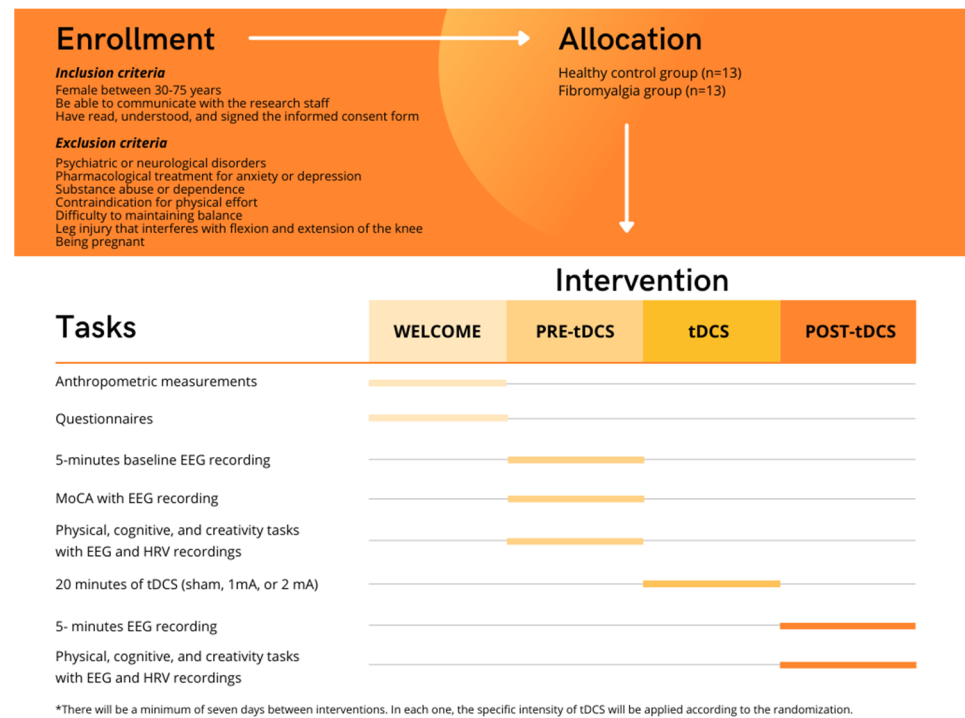 Enrollment
Inclusion criteria
Female between 30-75 years
Be able to communicate with the research staff
Have read, understood, and signed the informed consent form
Exclusion criteria
Psychiatric or neurological disorders
Pharmacological treatment for anxiety or depression
Substance abuse or dependence
Contraindication for physical effort
Difficulty to maintaining balance
Leg injury that interferes with flexion and extension of the knee
Being pregnant
Allocation
Healthy control group (n=13)
Fibromyalgia group (n=13)
Intervention
Tasks
WELCOME
PRE-tDCS
tDCS
POST-tDCS
Anthropometric measurements
Questionnaires
5-minutes baseline EEG recording
MoCA with EEG recording
Physical, cognitive, and creativity tasks
with EEG and HRV recordings
20 minutes of tDCS (sham, 1mA, or 2 mA)
5- minutes EEG recording
Physical, cognitive, and creativity tasks
with EEG and HRV recordings
*There will be a minimum of seven days between interventions. In each one, the specific intensity of tDCS will be applied according to the randomization.